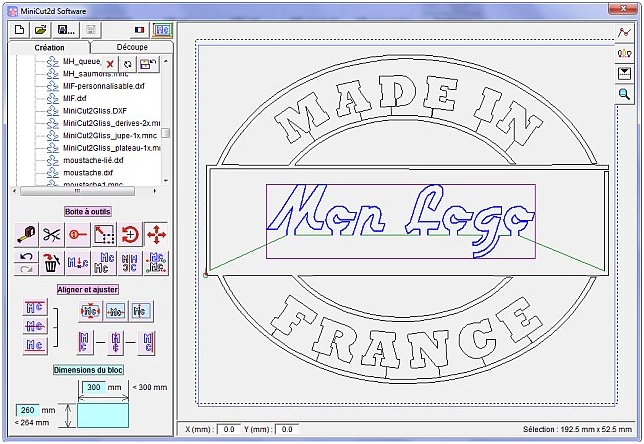 MiniCut2d Software
Création
Découpe
MH_queue
MH_saumons.mnc
MIF-personnalisable.dxf
MIF.dxf
MiniCut2Gliss.DXF
MiniCut2Gliss_derives-2x.mn
MiniCut2Gliss_jupe-1x.mnc
MiniCut2Gliss_plateau-1x.mn
moustache-lié.dxf
moustache.dxf
moustache1.mnc
Boite à outils
Aligner et ajuster
Dimensions du bloc
300 mm < 300 mm
260 mm
< 264 mm
MADE IN
Mon Logo
FRANCE
X (mm) : 0.0 Y (mm) : 0.0 Sélection : 192.5 mm x 52.5 mm